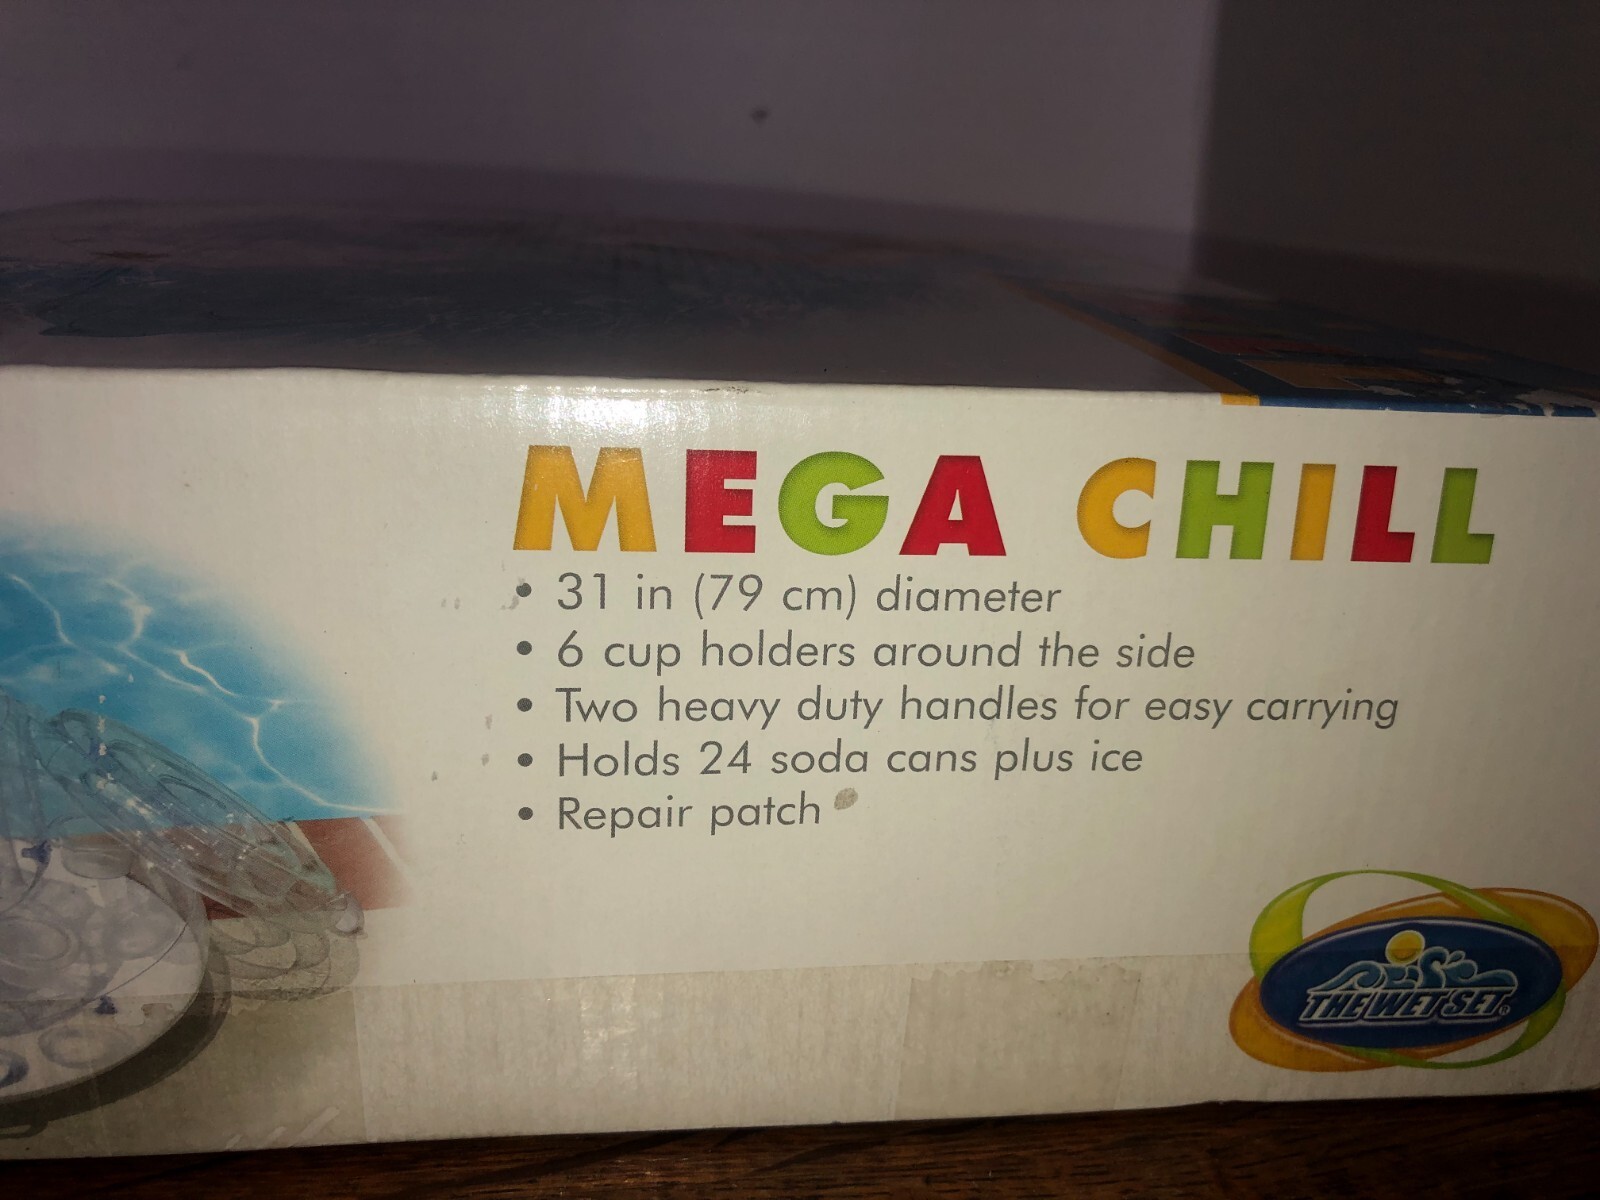 MEGA CHILL
• 31 in (79 cm) diameter
• 6 cup holders around the side
• Two heavy duty handles for easy carrying
• Holds 24 soda cans plus ice
• Repair patch
THE WET SET®